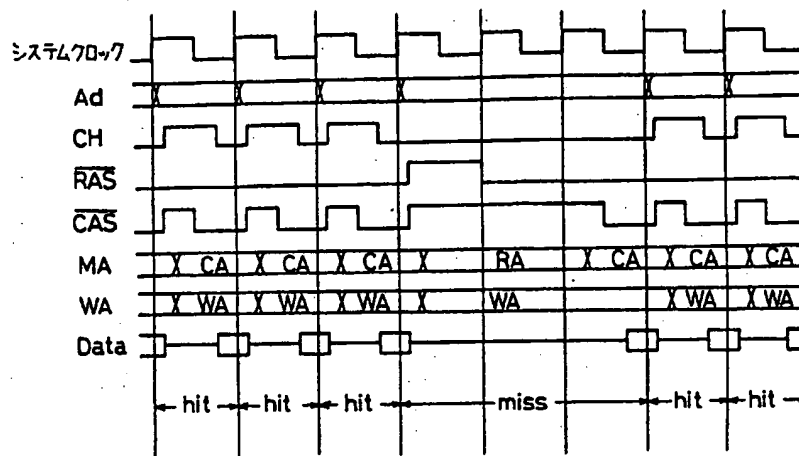 システムクロック
Ad
CH
RAS
CAS
MA CA CA CA RA CA CA CA
WA WA WA WA WA WA WA
Data
hit hit hit miss hit hit